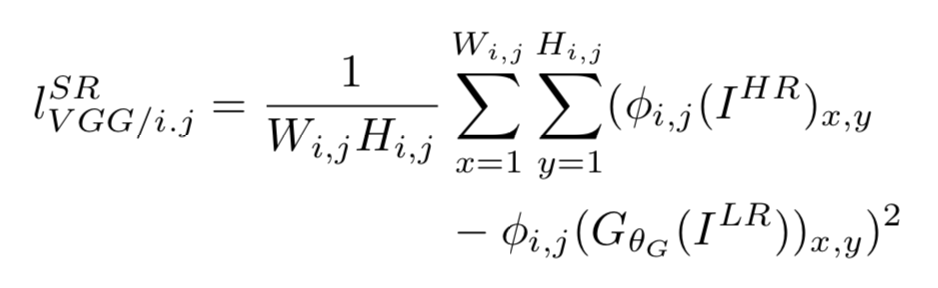 l^{SR}_{VGG/i.j} = \frac{1}{W_{i,j}H_{i,j}} \sum_{x=1}^{W_{i,j}} \sum_{y=1}^{H_{i,j}} (\phi_{i,j}(I^{HR})_{x,y}
- \phi_{i,j}(G_{\theta_G}(I^{LR}))_{x,y})^2